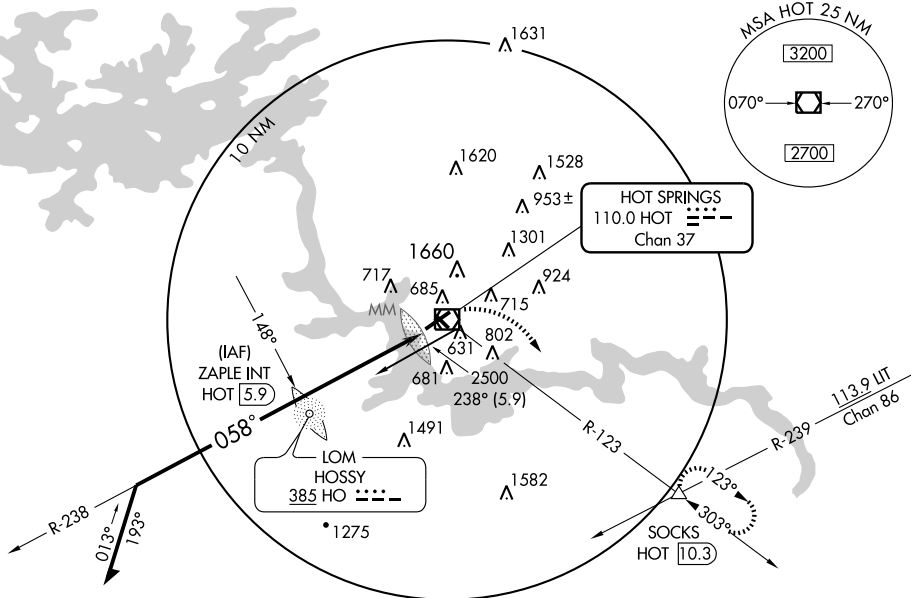 MSA HOT 25 NM
3200
070°
270°
2700
1631
10 NM
1620
1528
953±
HOT SPRINGS
110.0 HOT
Chan 37
1301
1660
717
685
924
715
MM
802
631
681
2500
238° (5.9)
148°
(IAF)
ZAPLE INT
HOT 5.9
058°
113.9 LIT
Chan 86
R-123
R-239
1491
LOM
HOSSY
385 HO
1582
123°
303°
R-238
013°
193°
1275
SOCKS
HOT 10.3